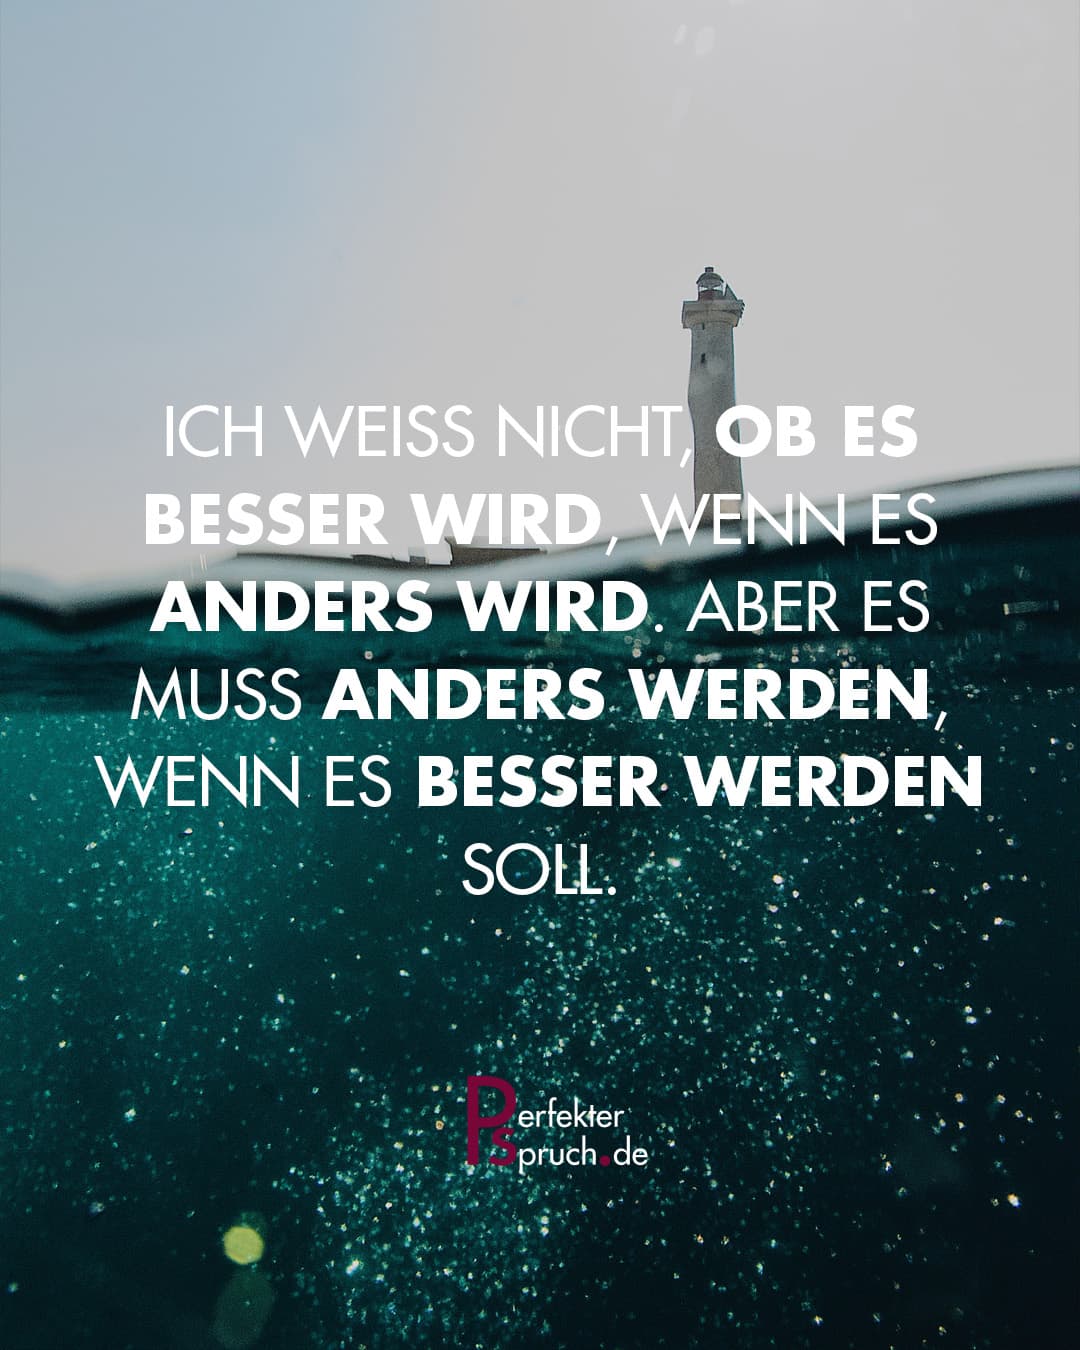 ICH WEISS NICHT, OB ES
BESSER WIRD, WENN ES
ANDERS WIRD. ABER ES
MUSS ANDERS WERDEN,
WENN ES BESSER WERDEN
SOLL.
Perfekter
Spruch.de